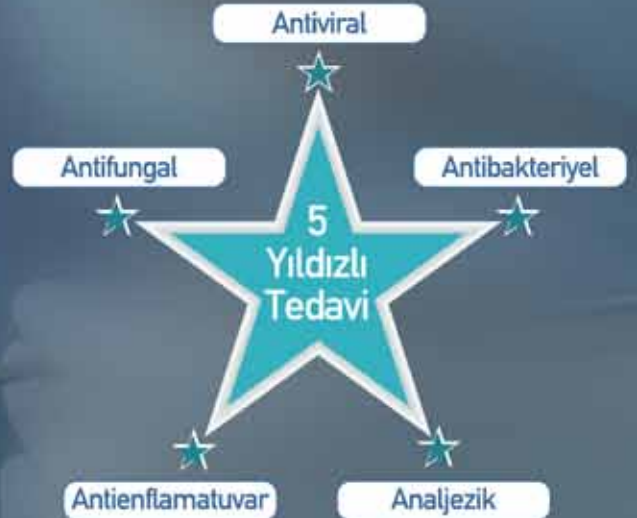 Antiviral
Antifungal
Antibakteriyel
5
Yıldızlı
Tedavi
Antienflamatuvar
Analjezik